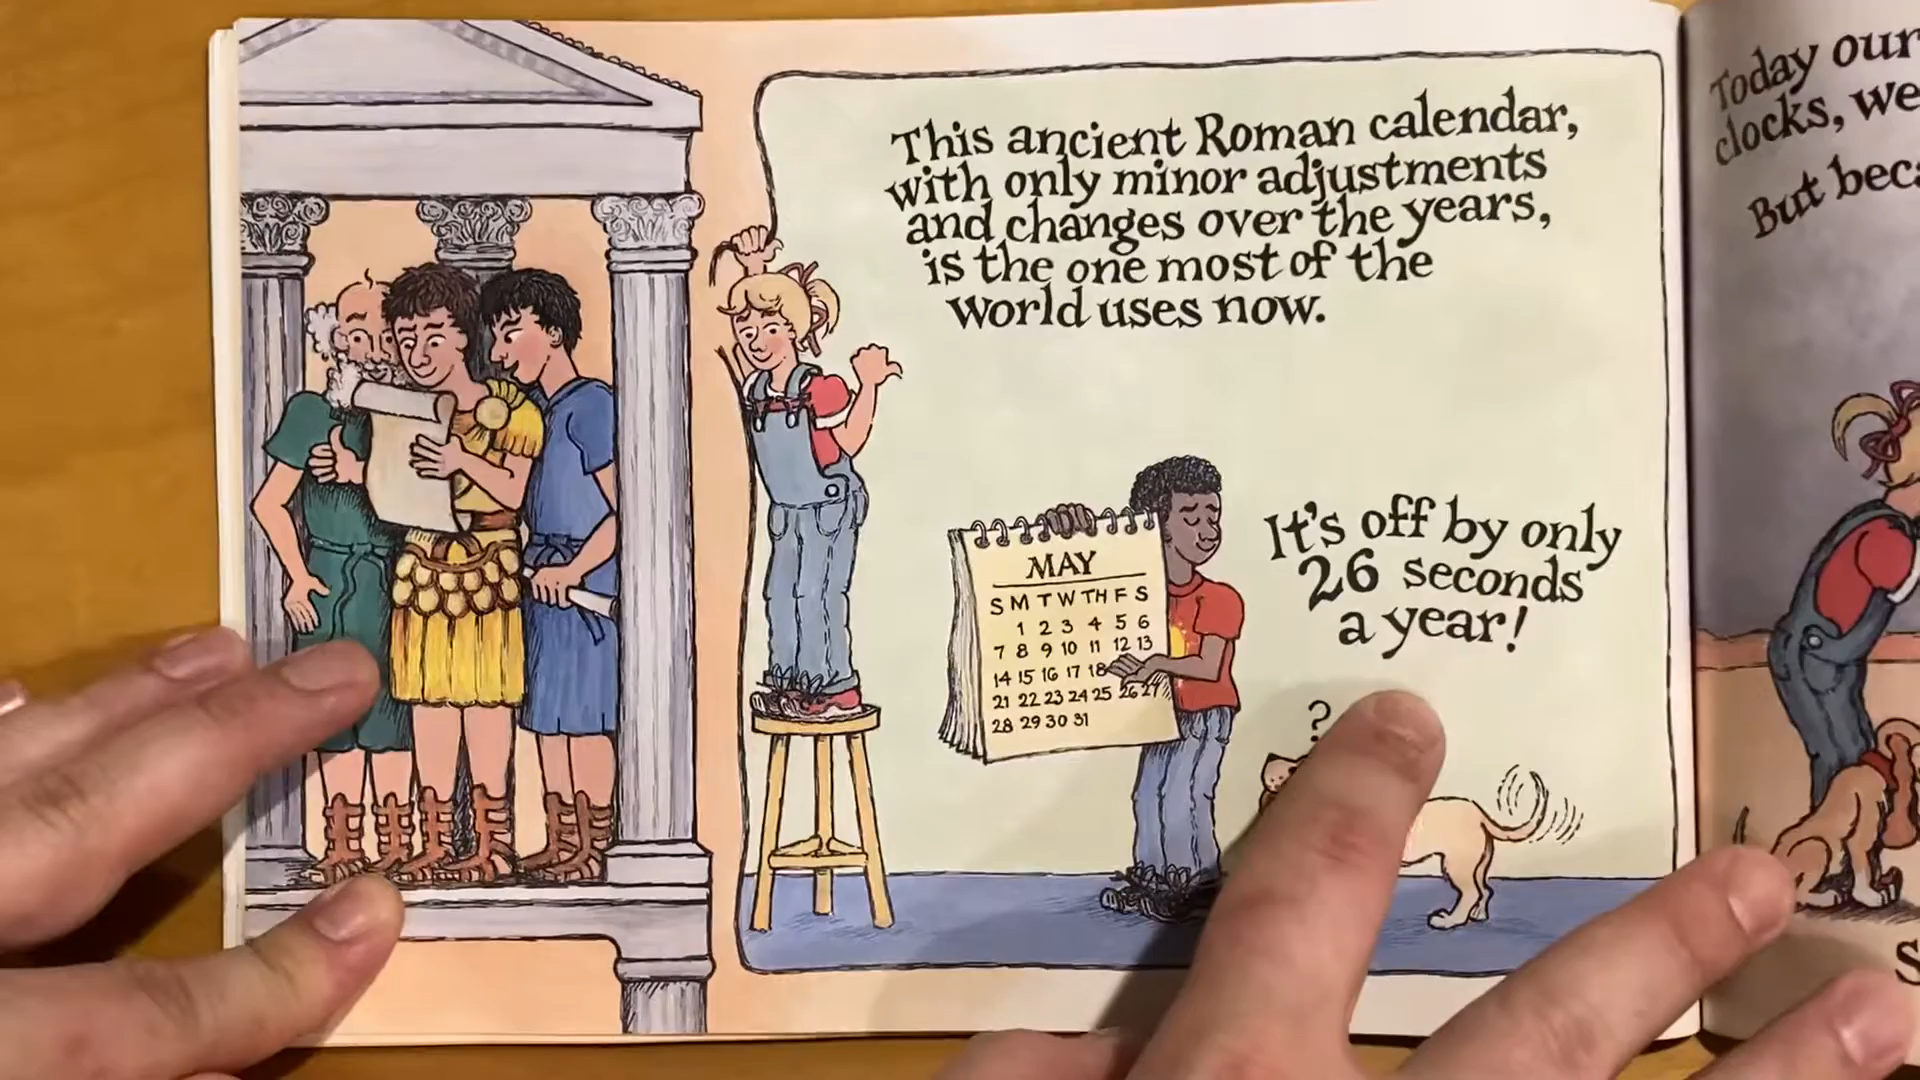 This ancient Roman calendar,
with only minor adjustments
and changes over the years,
is the one most of the
world uses now.
MAY
S M T W TH F S
1 2 3 4 5 6
7 8 9 10 11 12 13
14 15 16 17 18
21 22 23 24 25 26 27
28 29 30 31
It's off by only
26 seconds
a year!
?
Today our
clocks, we
But